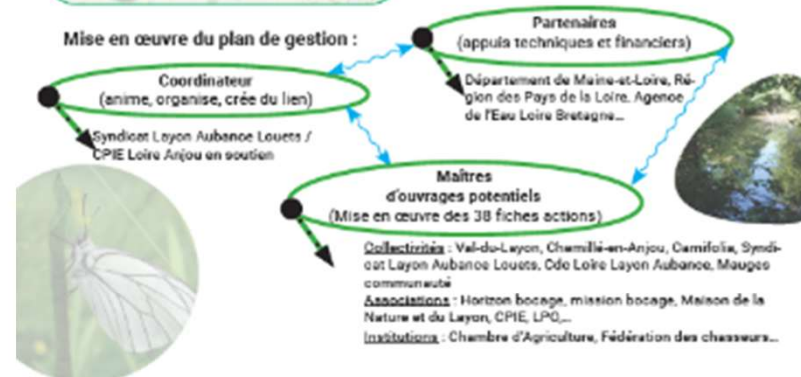 Partenaires
(appuis techniques et financiers)
Mise en œuvre du plan de gestion :
Coordinateur
(anime, organise, crée du lien)
Département de Maine-et-Loire, Ré-
gion des Pays de la Loire, Agence
de l'Eau Loire Bretagne...
Syndicat Layon Aubance Louets /
CPIE Loire Anjou en soutien
Maîtres
d'ouvrages potentiels
(Mise en œuvre des 38 fiches actions)
Collectivités : Val-du-Layon, Chemillé-en-Anjou, Camifolia, Syndi-
cat Layon Aubance Louets, Cdc Loire Layon Aubance, Mauges
communauté
Associations : Horizon bocage, mission bocage, Maison de la
Nature et du Layon, CPIE, LPO,...
Institutions : Chambre d'Agriculture, Fédération des chasseurs...